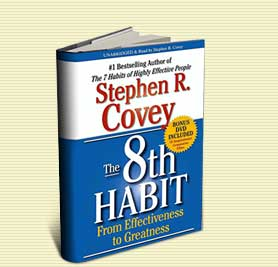 UNABRIDGED & Read by Stephen R. Covey
#1 Bestselling Author of
The 7 Habits of Highly Effective People
Stephen R.
Covey
BONUS
DVD
INCLUDED
The 8th
HABIT
From Effectiveness
to Greatness